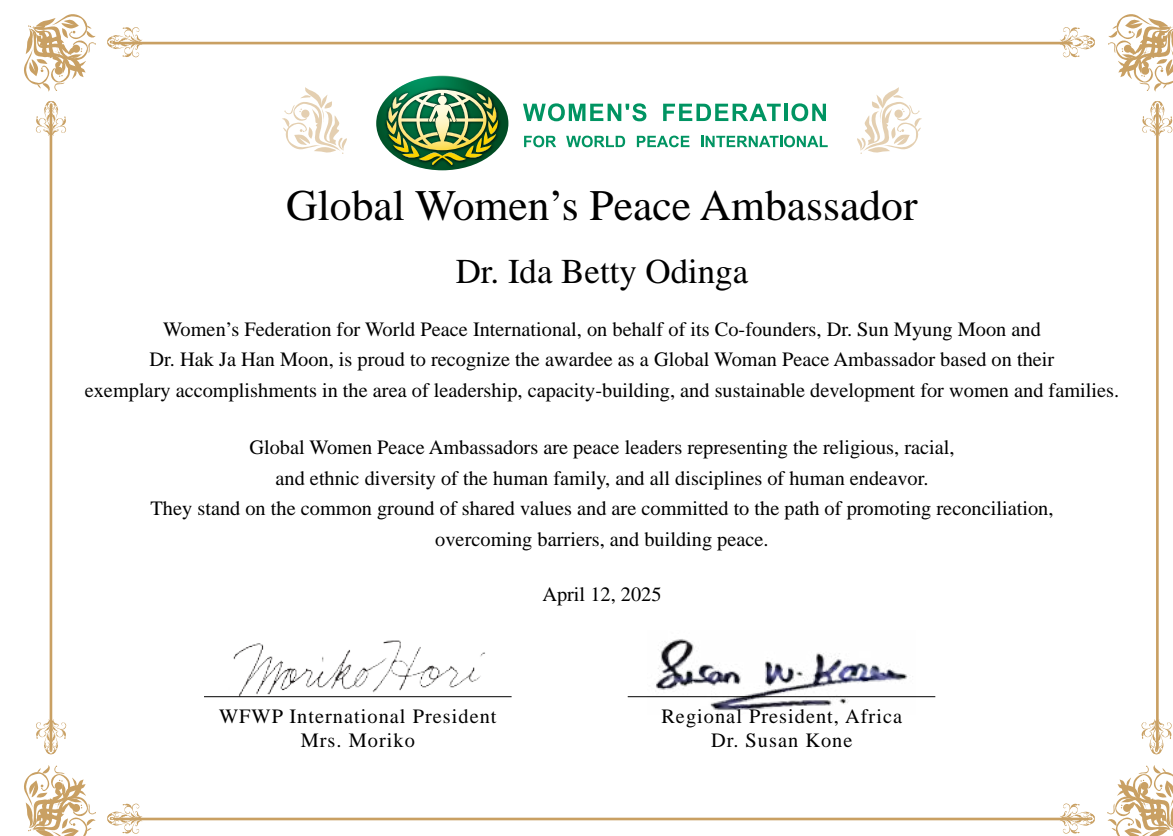 WOMEN'S FEDERATION
FOR WORLD PEACE INTERNATIONAL
Global Women’s Peace Ambassador
Dr. Ida Betty Odinga
Women’s Federation for World Peace International, on behalf of its Co-founders, Dr. Sun Myung Moon and
Dr. Hak Ja Han Moon, is proud to recognize the awardee as a Global Woman Peace Ambassador based on their
exemplary accomplishments in the area of leadership, capacity-building, and sustainable development for women and families.
Global Women Peace Ambassadors are peace leaders representing the religious, racial,
and ethnic diversity of the human family, and all disciplines of human endeavor.
They stand on the common ground of shared values and are committed to the path of promoting reconciliation,
overcoming barriers, and building peace.
April 12, 2025
Moriko Hori
Susan W. Kone
WFWP International President
Mrs. Moriko
Regional President, Africa
Dr. Susan Kone